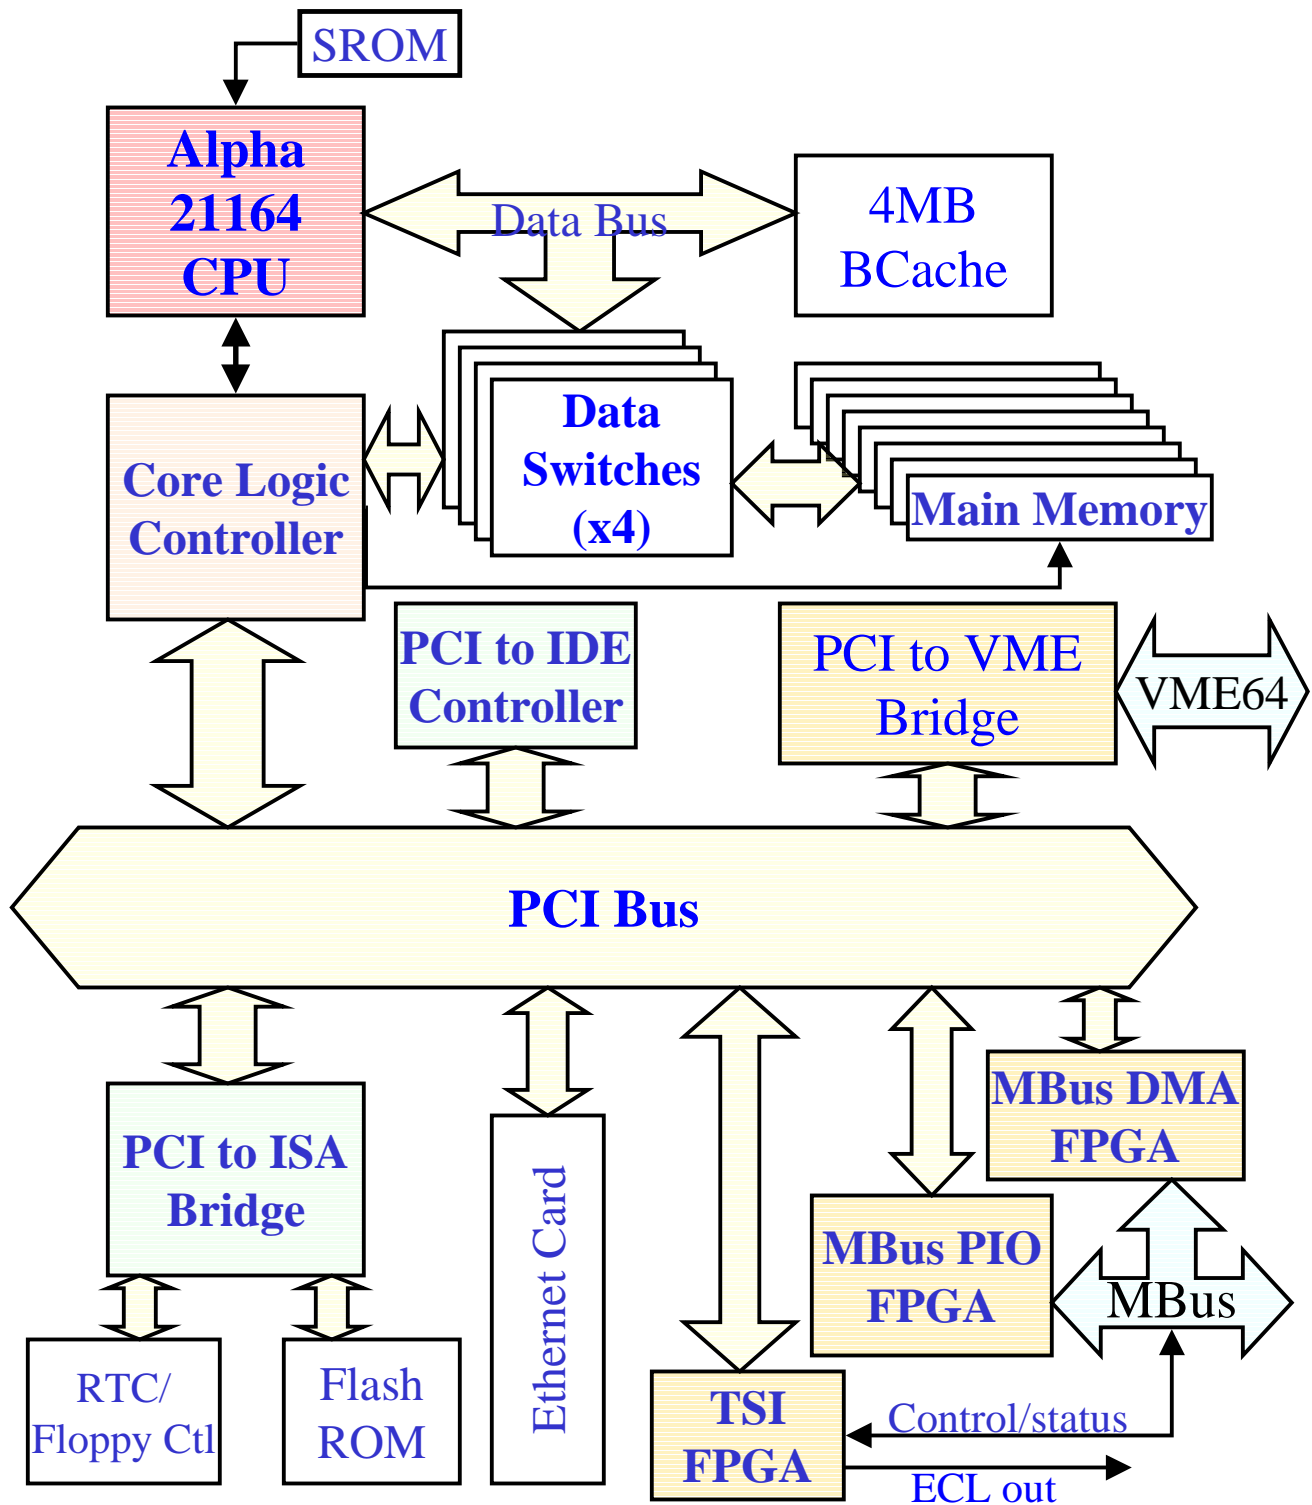 SROM
Alpha
21164
CPU
Data Bus
4MB
BCache
Data
Switches
(x4)
Core Logic
Controller
Main Memory
PCI to IDE
Controller
PCI to VME
Bridge
VME64
PCI Bus
MBus DMA
FPGA
PCI to ISA
Bridge
Ethernet Card
MBus PIO
FPGA
MBus
RTC/
Floppy Ctl
Flash
ROM
TSI
FPGA
Control/status
ECL out